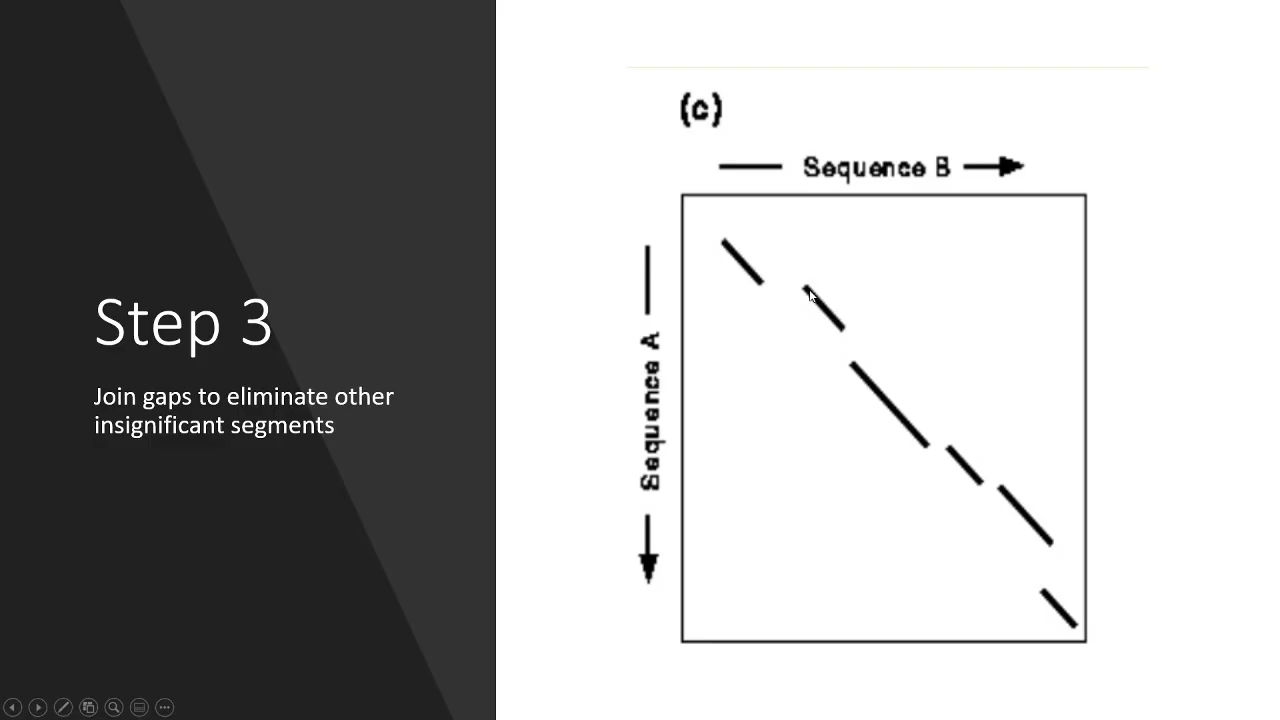 Step 3
Join gaps to eliminate other
insignificant segments
(c)
Sequence B
Sequence A